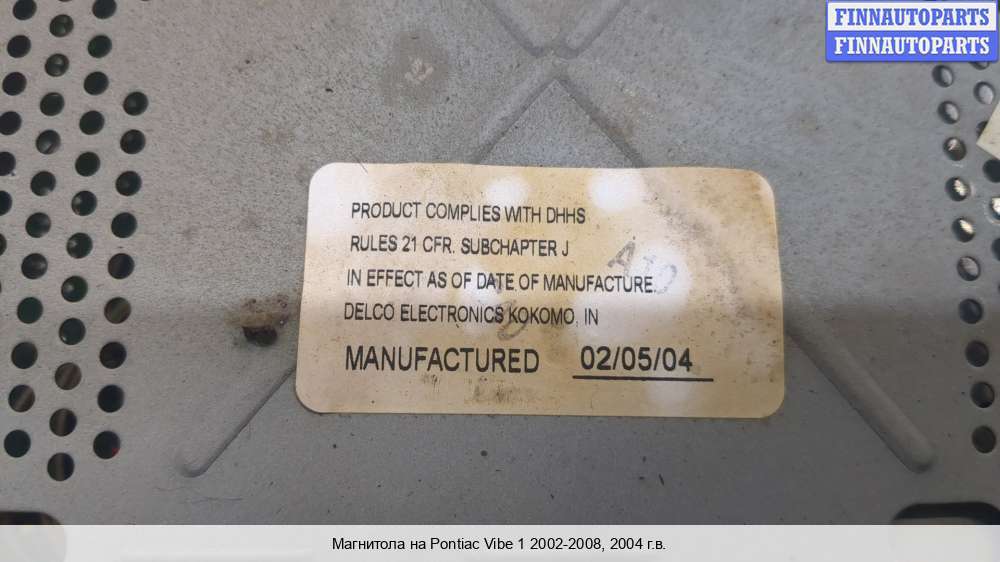 FINNAUTOPARTS
FINNAUTOPARTS
PRODUCT COMPLIES WITH DHHS
RULES 21 CFR. SUBCHAPTER J
IN EFFECT AS OF DATE OF MANUFACTURE.
DELCO ELECTRONICS KOKOMO, IN
MANUFACTURED 02/05/04
Магнитола на Pontiac Vibe 1 2002-2008, 2004 г.в.